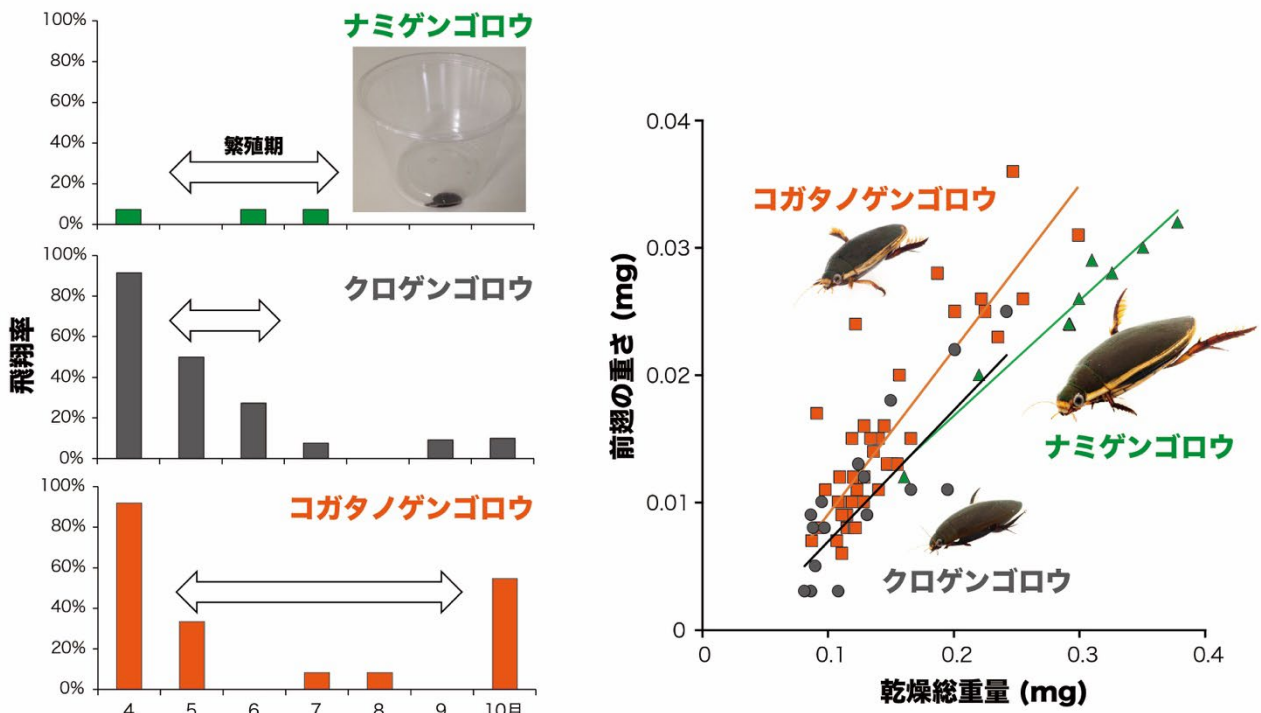 飛翔率
100%
80%
60%
40%
20%
0%
ナミゲンゴロウ
繁殖期
100%
80%
60%
40%
20%
0%
クロゲンゴロウ
100%
80%
60%
40%
20%
0%
コガタノゲンゴロウ
4 5 6 7 8 9 10月
前翅の重さ (mg)
0.04
0.03
0.02
0.01
0
コガタノゲンゴロウ
ナミゲンゴロウ
クロゲンゴロウ
0 0.1 0.2 0.3 0.4
乾燥総重量 (mg)